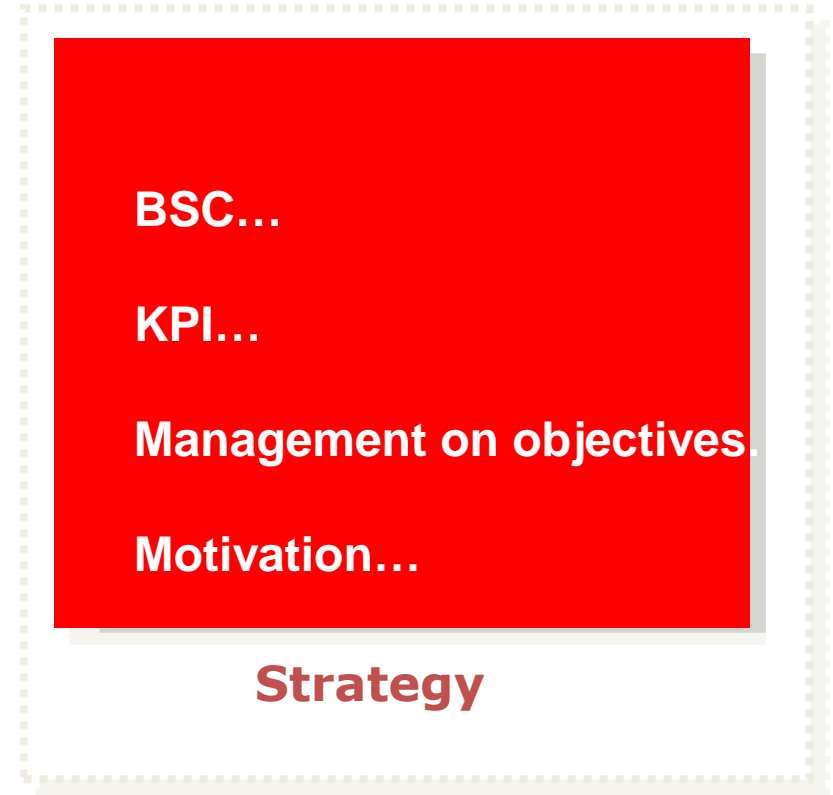 BSC…
KPI…
Management on objectives.
Motivation…
Strategy